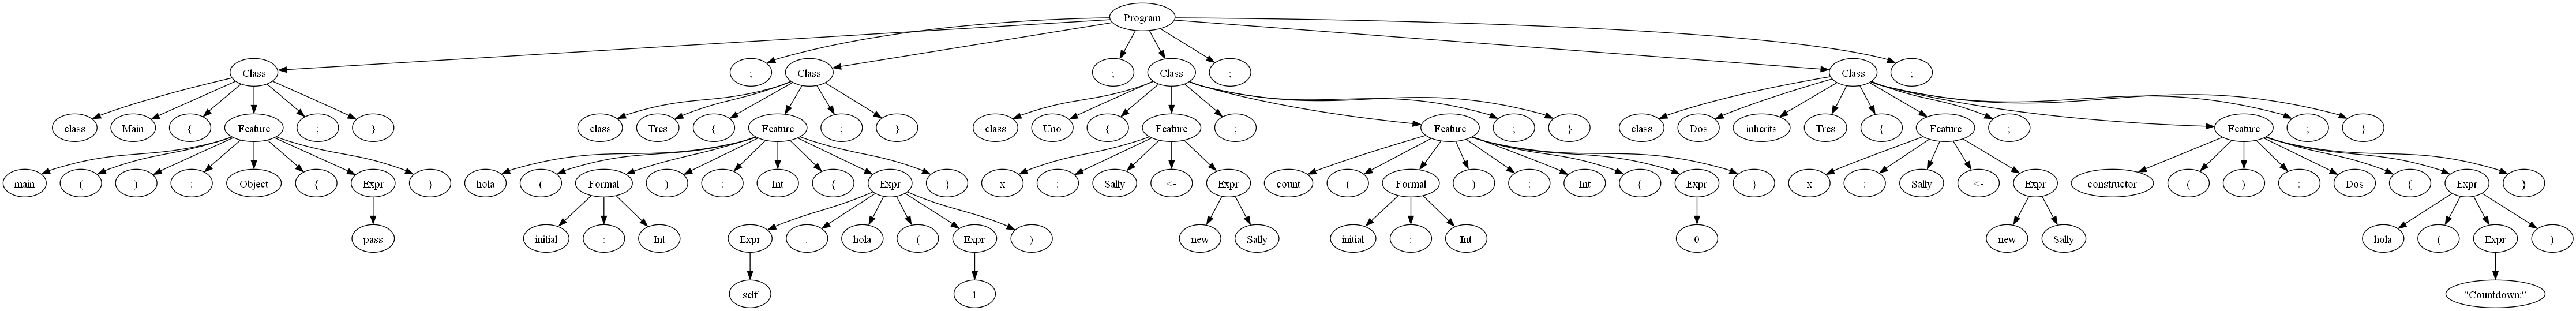 Program
Class ; Class ; Class ; Class ;
class Main { Feature ; } class Tres { Feature ; } class Uno { Feature ; Feature ; } class Dos inherits Tres { Feature ; Feature ; }
main ( ) : Object { Expr } hola ( Formal ) : Int { Expr } x : Sally <- Expr count ( Formal ) : Int { Expr } x : Sally <- Expr constructor ( ) : Dos { Expr }
pass initial : Int Expr . hola ( Expr ) new Sally initial : Int 0 new Sally hola ( Expr )
self 1 "Countdown:"